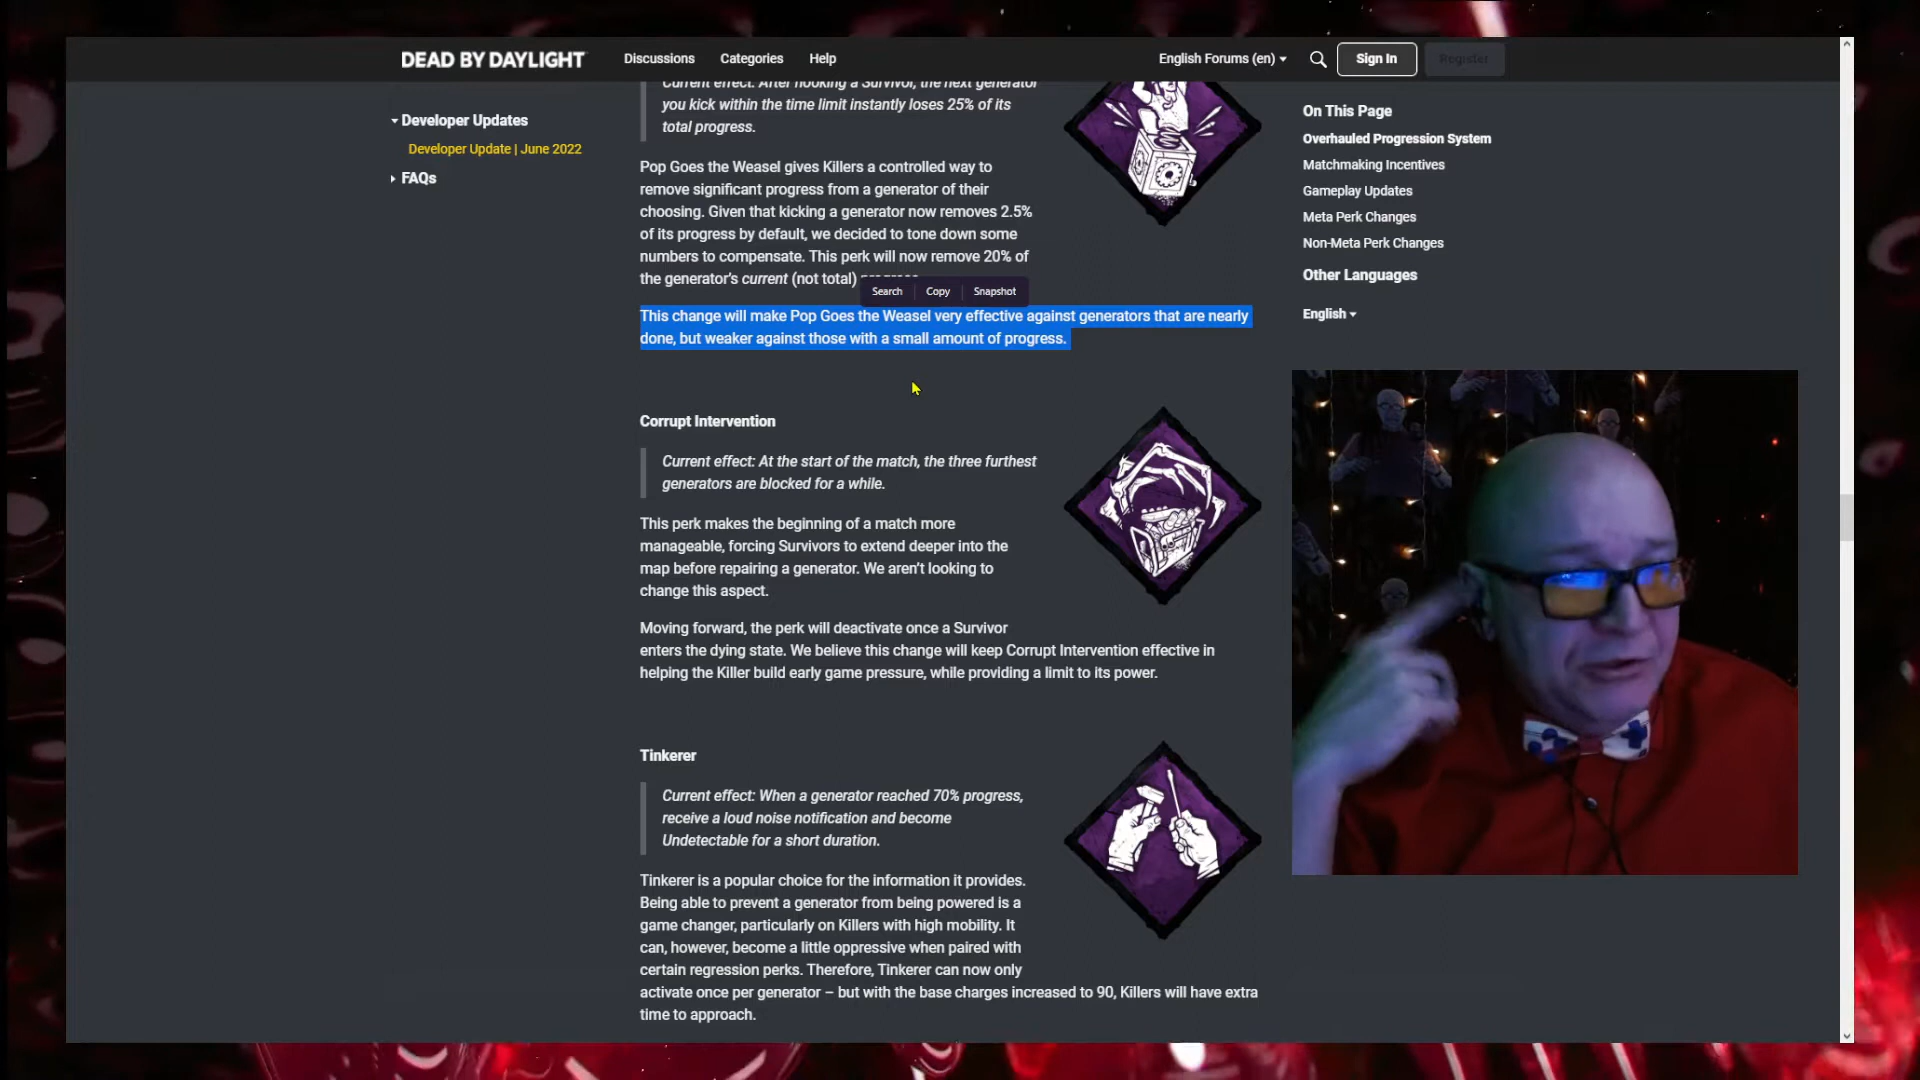 DEAD BY DAYLIGHT
Discussions
Categories
Help
English Forums (en)
Sign In
Register
Developer Updates
Developer Update | June 2022
FAQs
Current effect: After hooking a Survivor, the next generator
you kick within the time limit instantly loses 25% of its
total progress.
Pop Goes the Weasel gives Killers a controlled way to
remove significant progress from a generator of their
choosing. Given that kicking a generator now removes 2.5%
of its progress by default, we decided to tone down some
numbers to compensate. This perk will now remove 20% of
the generator's current (not total)
Search
Copy
Snapshot
This change will make Pop Goes the Weasel very effective against generators that are nearly
done, but weaker against those with a small amount of progress.
Corrupt Intervention
Current effect: At the start of the match, the three furthest
generators are blocked for a while.
This perk makes the beginning of a match more
manageable, forcing Survivors to extend deeper into the
map before repairing a generator. We aren't looking to
change this aspect.
Moving forward, the perk will deactivate once a Survivor
enters the dying state. We believe this change will keep Corrupt Intervention effective in
helping the Killer build early game pressure, while providing a limit to its power.
Tinkerer
Current effect: When a generator reached 70% progress,
receive a loud noise notification and become
Undetectable for a short duration.
Tinkerer is a popular choice for the information it provides.
Being able to prevent a generator from being powered is a
game changer, particularly on Killers with high mobility. It
can, however, become a little oppressive when paired with
certain regression perks. Therefore, Tinkerer can now only
activate once per generator – but with the base charges increased to 90, Killers will have extra
time to approach.
On This Page
Overhauled Progression System
Matchmaking Incentives
Gameplay Updates
Meta Perk Changes
Non-Meta Perk Changes
Other Languages
English